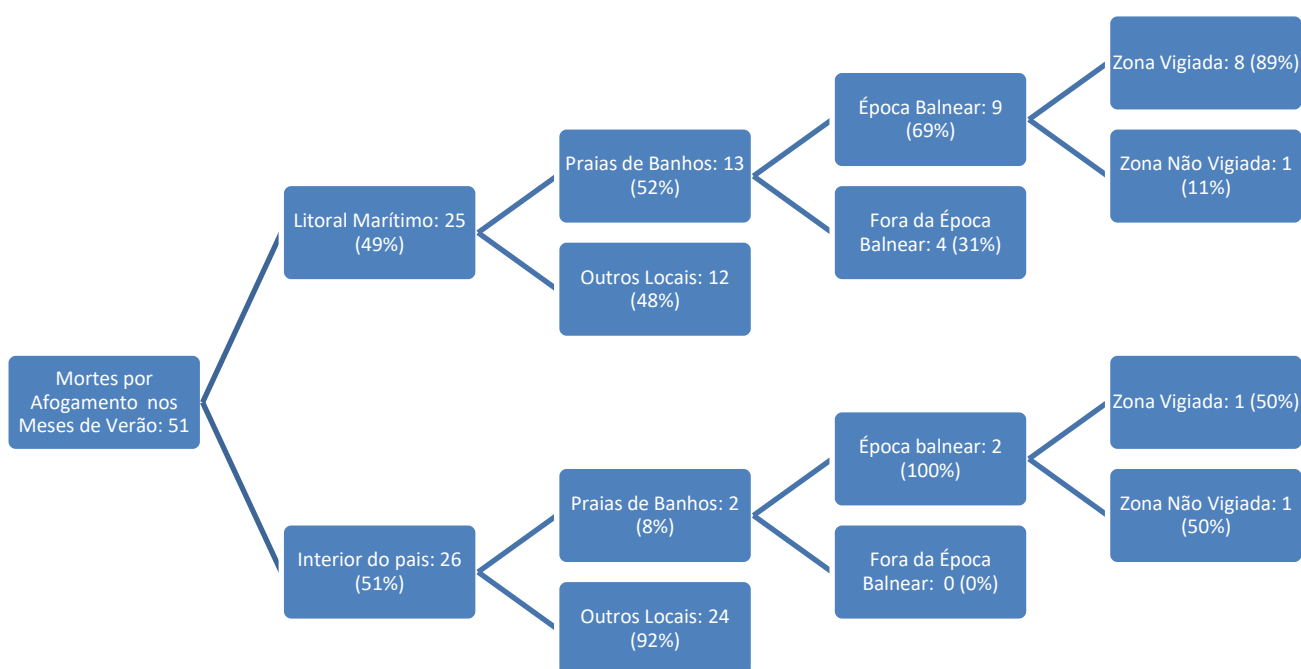 Mortes por
Afogamento nos
Meses de Verão: 51
Litoral Marítimo: 25
(49%)
Praias de Banhos: 13
(52%)
Época Balnear: 9
(69%)
Zona Vigiada: 8 (89%)
Zona Não Vigiada: 1
(11%)
Fora da Época
Balnear: 4 (31%)
Outros Locais: 12
(48%)
Interior do pais: 26
(51%)
Praias de Banhos: 2
(8%)
Época balnear: 2
(100%)
Zona Vigiada: 1 (50%)
Zona Não Vigiada: 1
(50%)
Fora da Época
Balnear: 0 (0%)
Outros Locais: 24
(92%)